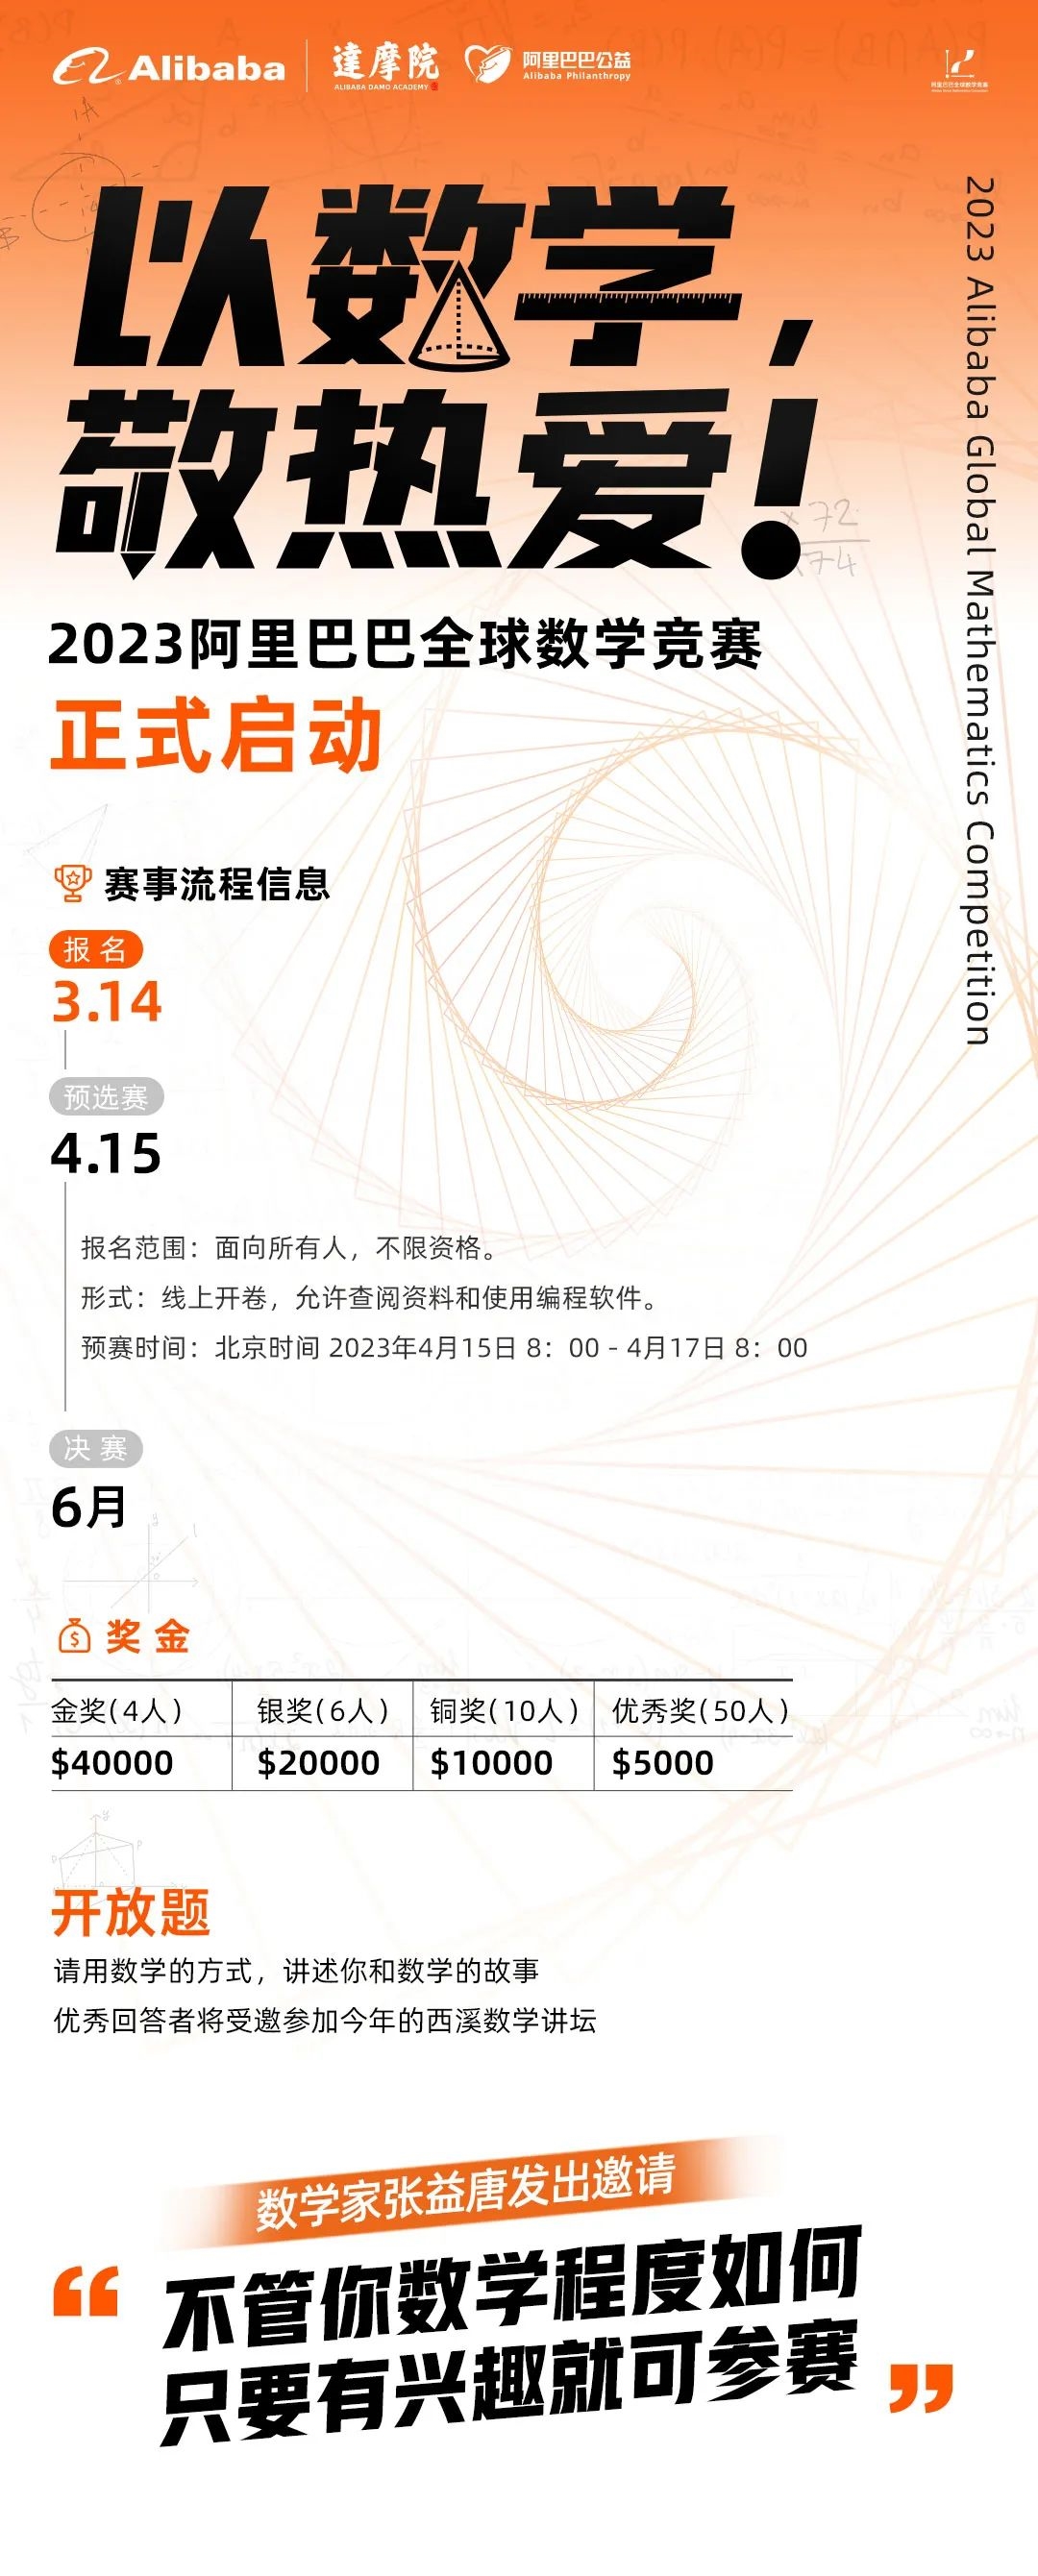 Alibaba
達摩院
ALIBABA DAMO ACADEMY
阿里巴巴公益
Alibaba Philanthropy
阿里巴巴全球数学竞赛
2023 Alibaba Global Mathematics Competition
以数学，
敬热爱！
2023阿里巴巴全球数学竞赛
正式启动
赛事流程信息
报名
3.14
预选赛
4.15
报名范围：面向所有人，不限资格。
形式：线上开卷，允许查阅资料和使用编程软件。
预赛时间：北京时间 2023年4月15日 8：00 - 4月17日 8：00
决赛
6月
奖金
金奖(4人) 银奖(6人) 铜奖(10人) 优秀奖(50人)
$40000 $20000 $10000 $5000
开放题
请用数学的方式，讲述你和数学的故事
优秀回答者将受邀参加今年的西溪数学讲坛
数学家张益唐发出邀请
“不管你数学程度如何
只要有兴趣就可参赛”